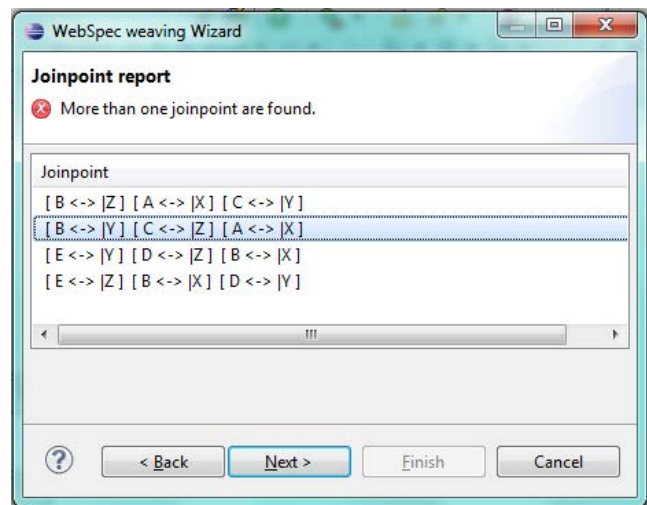 WebSpec weaving Wizard
Joinpoint report
More than one joinpoint are found.
Joinpoint
[ B <-> |Z ] [ A <-> |X ] [ C <-> |Y ]
[ B <-> |Y ] [ C <-> |Z ] [ A <-> |X ]
[ E <-> |Y ] [ D <-> |Z ] [ B <-> |X ]
[ E <-> |Z ] [ B <-> |X ] [ D <-> |Y ]
< Back Next > Finish Cancel